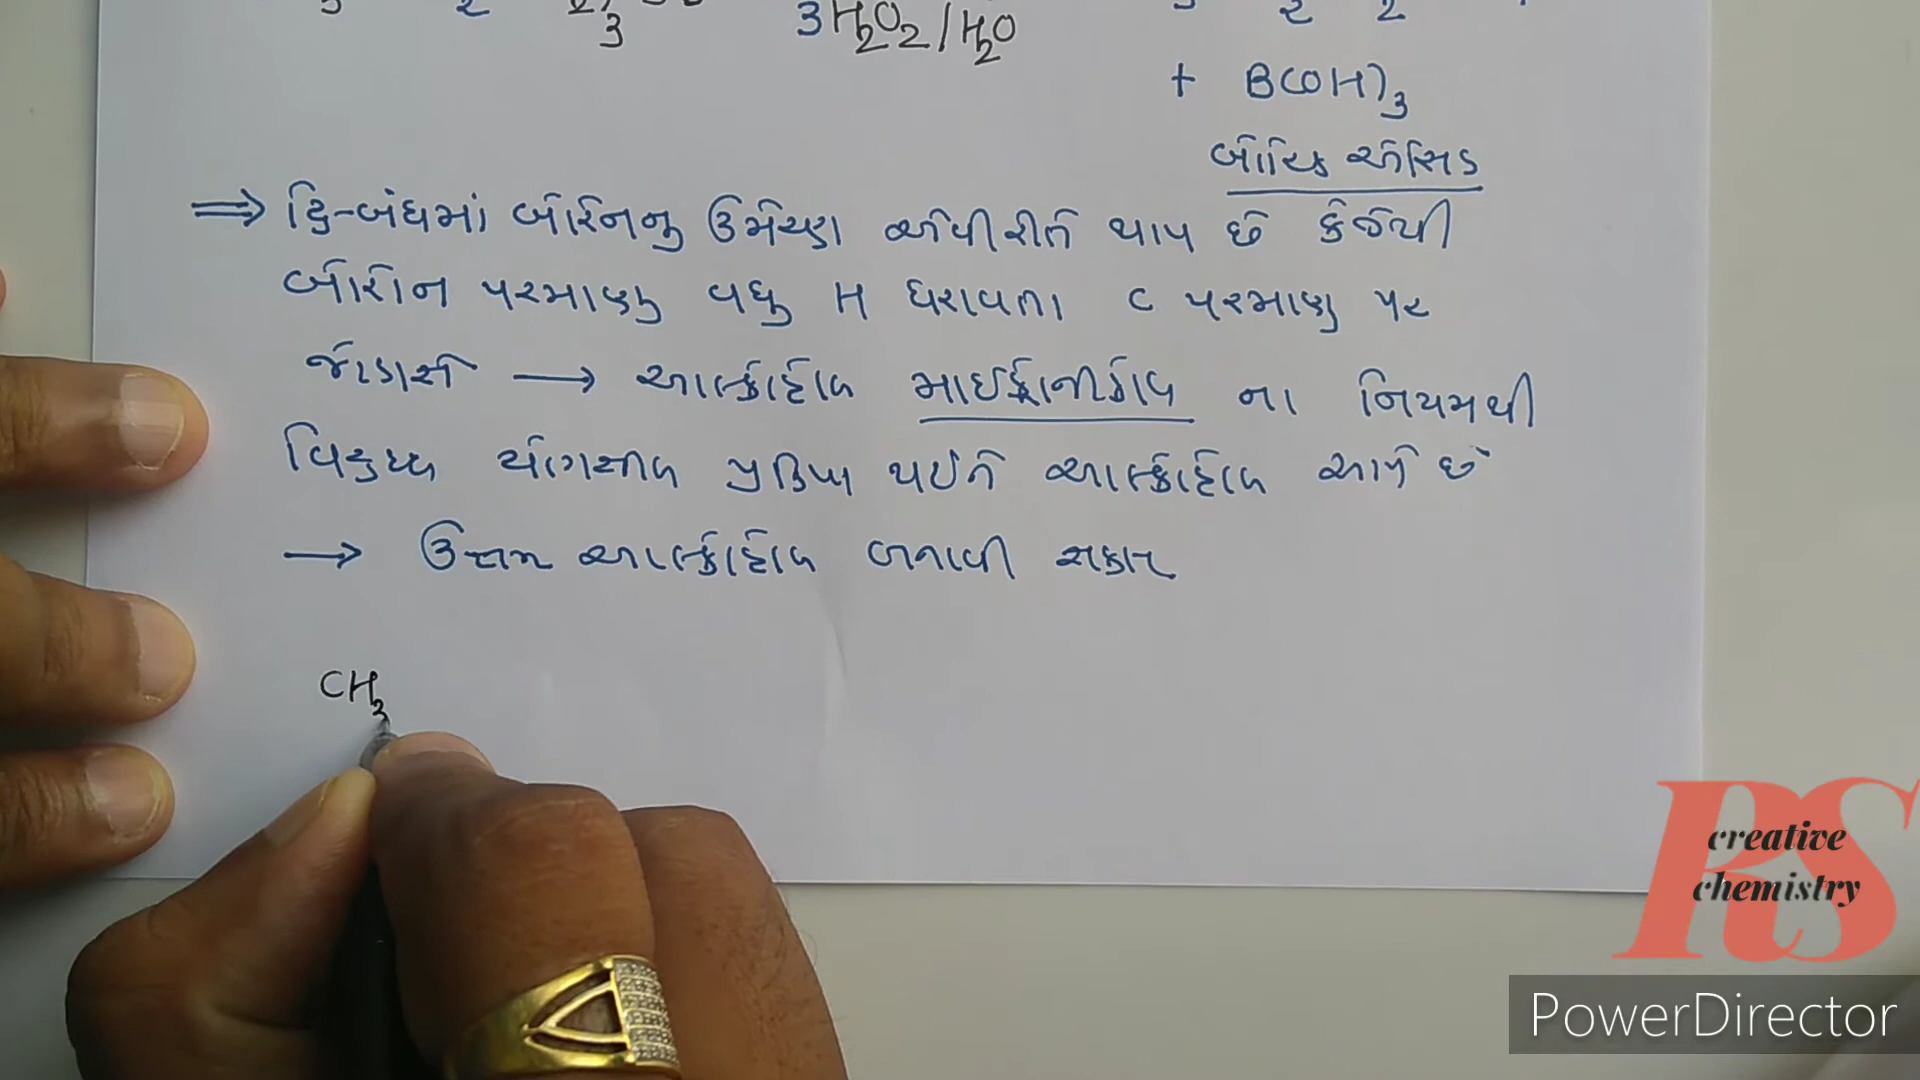 3H₂O₂/H₂O
+ B(OH)₃
બોરિક એસિડ
⇒ દ્વિ-બંધમાં બોરેનનુ ઉમેરણ એવી રીતે થાય છે કે જેથી
બોરોન પરમાણુ વધુ H ધરાવતા C પરમાણુ પર
જોડાઈ → આલ્કોહોલ માર્કોવનીકોવ ના નિયમથી
વિરુધ્ધ યોગશીલ પ્રક્રિયા થઈને આલ્કોહોલ આપે છે
→ ઉત્તમ આલ્કોહોલ બનાવી શકાય
CH₃
creative
chemistry
PowerDirector